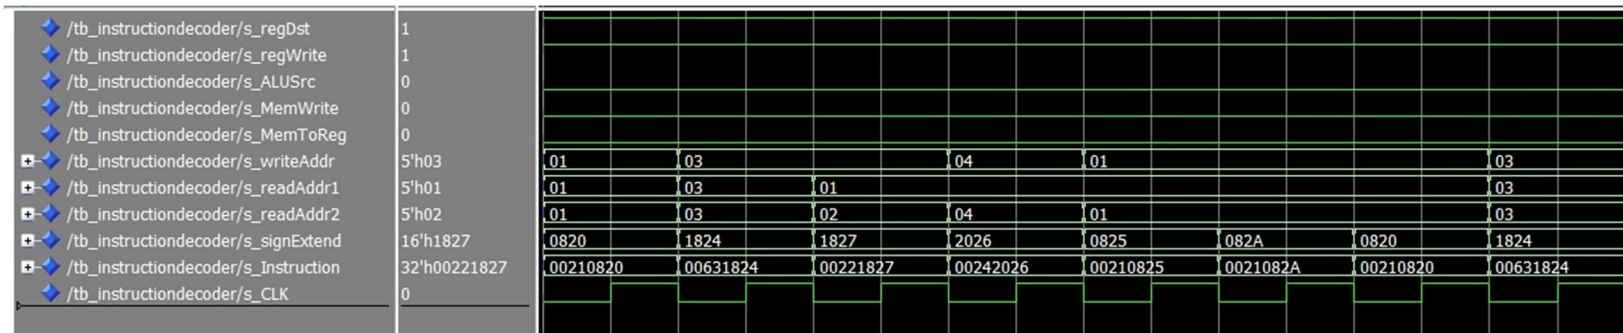 /tb_instructiondecoder/s_regDst 1
/tb_instructiondecoder/s_regWrite 1
/tb_instructiondecoder/s_ALUSrc 0
/tb_instructiondecoder/s_MemWrite 0
/tb_instructiondecoder/s_MemToReg 0
/tb_instructiondecoder/s_writeAddr 5'h03 01 03 04 01 03
/tb_instructiondecoder/s_readAddr1 5'h01 01 03 01 03
/tb_instructiondecoder/s_readAddr2 5'h02 01 03 02 04 01 03
/tb_instructiondecoder/s_signExtend 16'h1827 0820 1824 1827 2026 0825 082A 0820 1824
/tb_instructiondecoder/s_Instruction 32'h00221827 00210820 00631824 00221827 00242026 00210825 0021082A 00210820 00631824
/tb_instructiondecoder/s_CLK 0